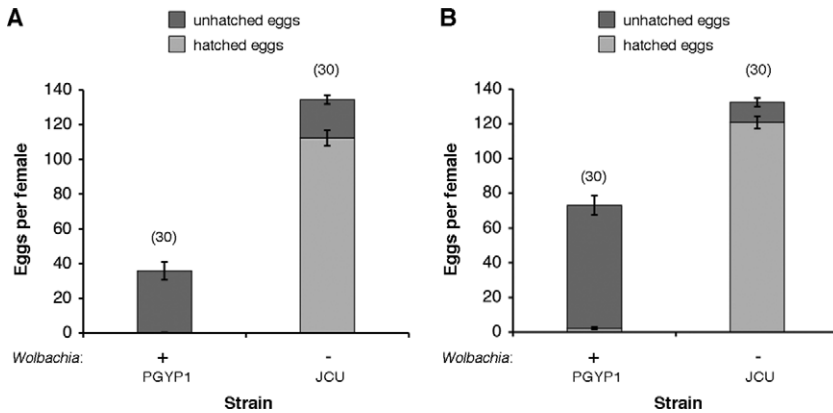 A
unhatched eggs
hatched eggs
(30)
140
120
100
80
60
40
20
0
Eggs per female
(30)
Wolbachia:
+
-
PGYP1
JCU
Strain
B
unhatched eggs
hatched eggs
(30)
140
120
100
80
60
40
20
0
Eggs per female
(30)
Wolbachia:
+
-
PGYP1
JCU
Strain